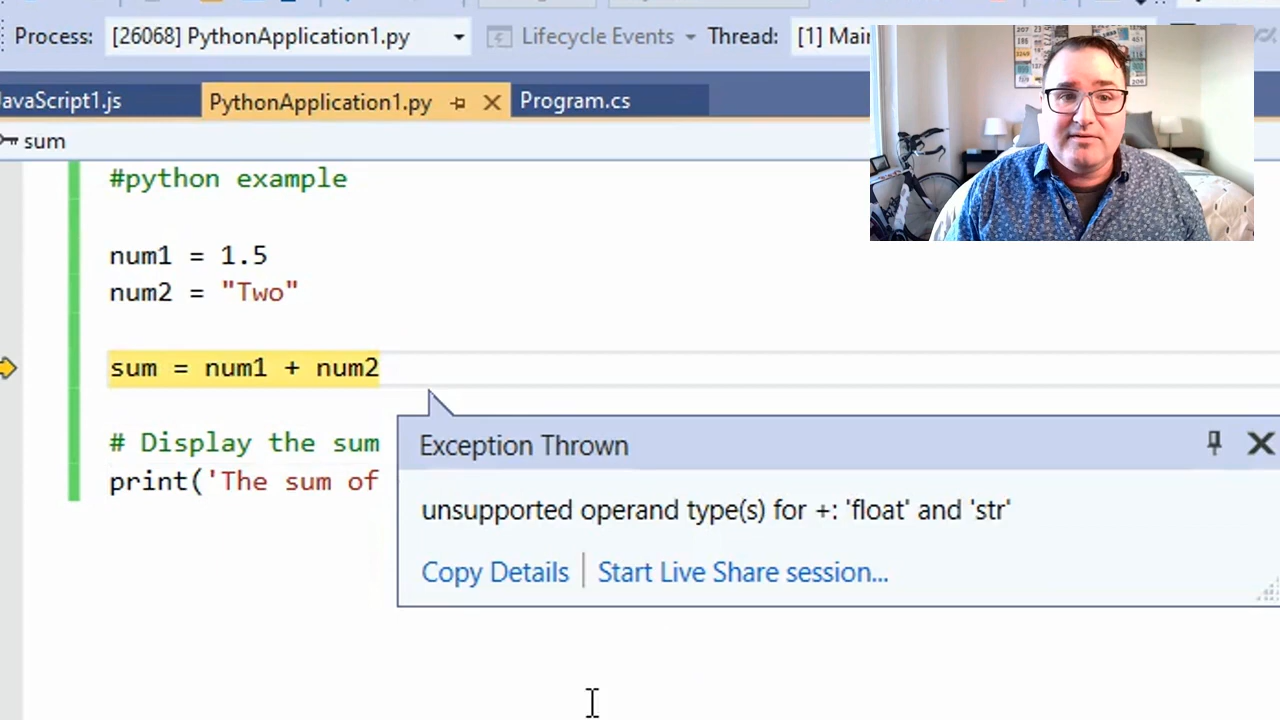 Process: [26068] PythonApplication1.py Lifecycle Events Thread: [1] Main
JavaScript1.js PythonApplication1.py Program.cs
sum
#python example
num1 = 1.5
num2 = "Two"
sum = num1 + num2
# Display the sum
print('The sum of
Exception Thrown
unsupported operand type(s) for +: 'float' and 'str'
Copy Details Start Live Share session...